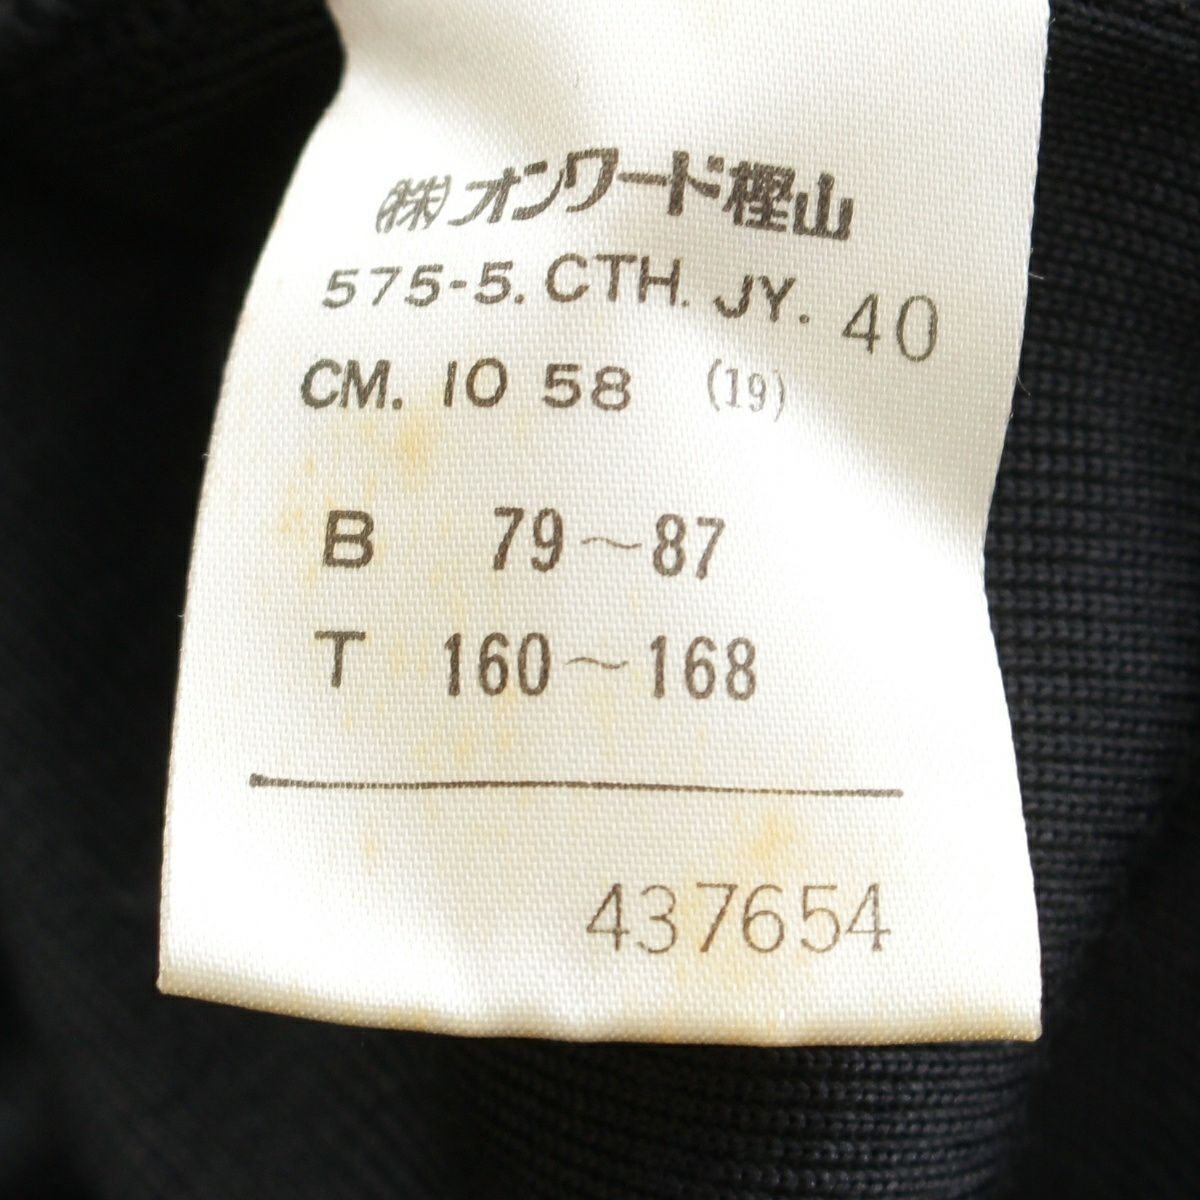 ㈱オンワード樫山
575-5. CTH. JY. 40
CM. 10 58 (19)
B 79～87
T 160～168
437654